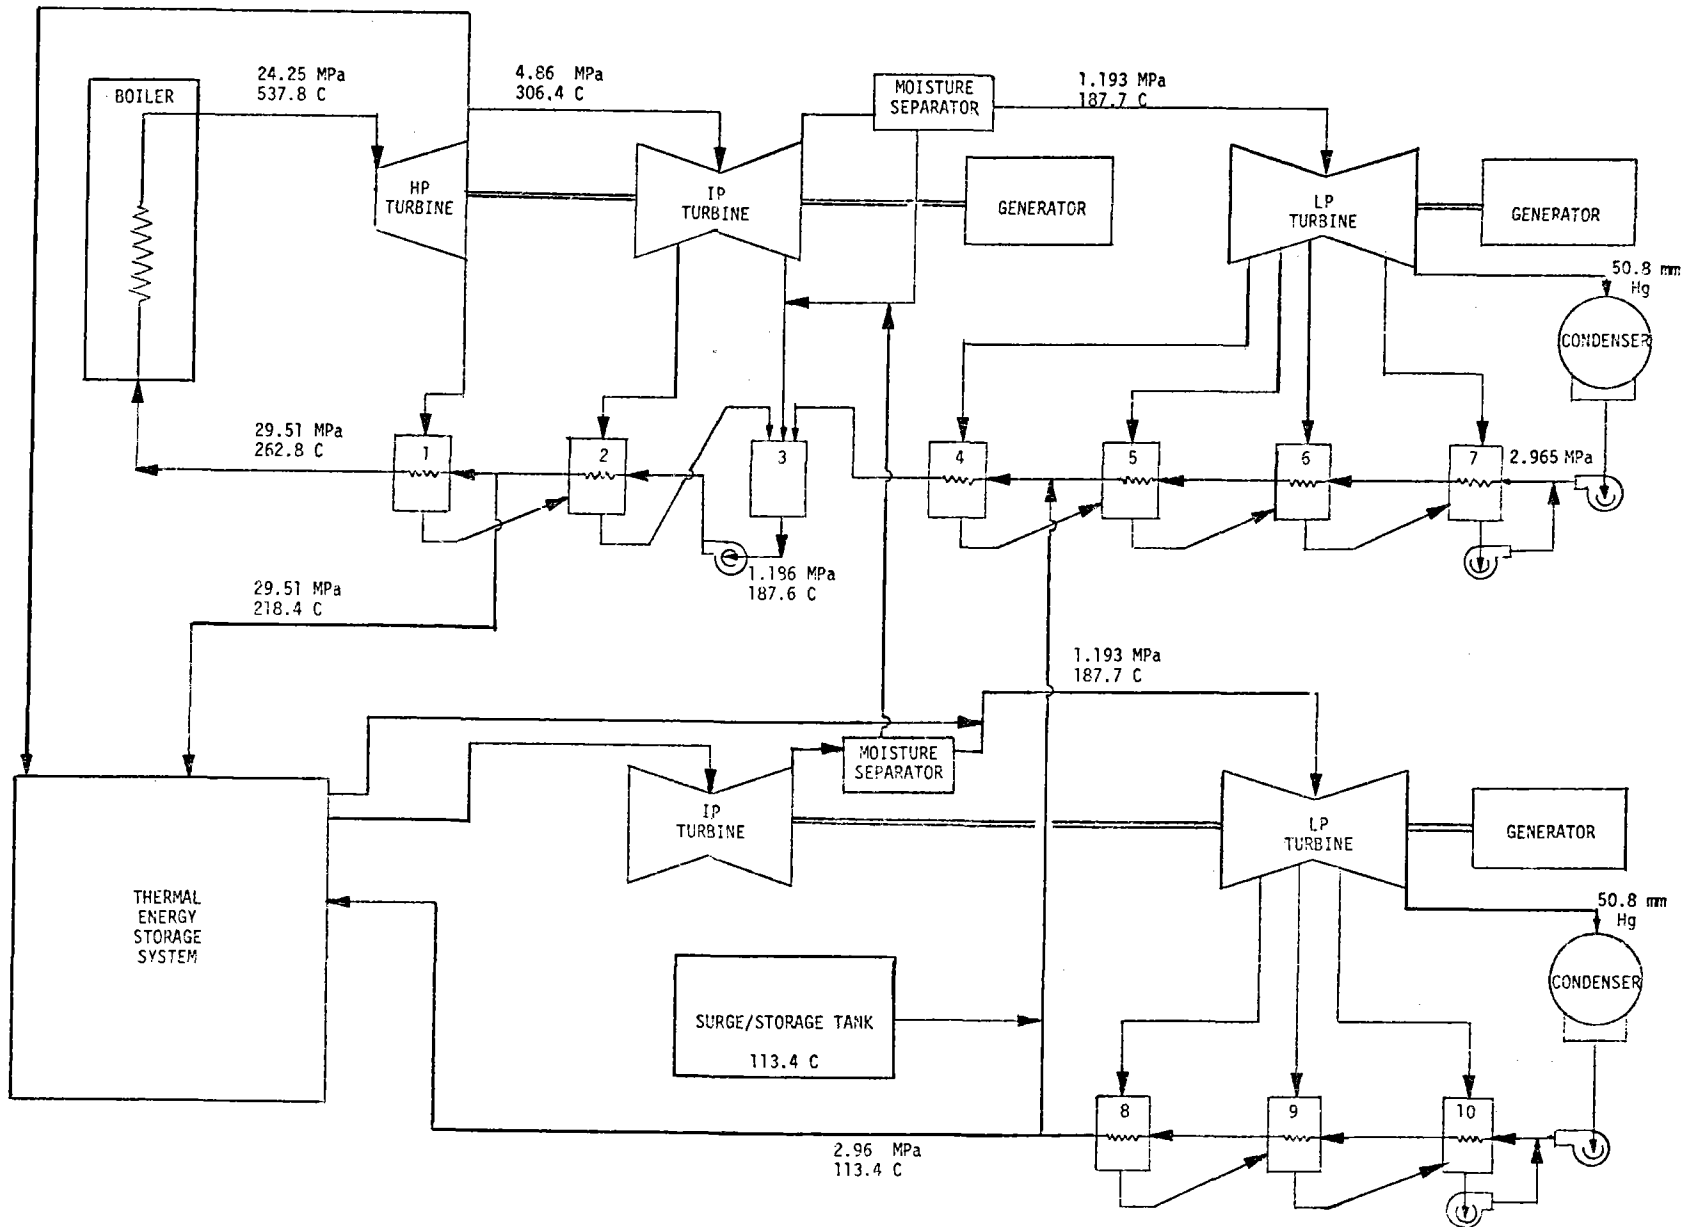 24.25 MPa
537.8 C
4.86 MPa
306.4 C
1.193 MPa
187.7 C
BOILER
MOISTURE
SEPARATOR
HP
TURBINE
IP
TURBINE
GENERATOR
LP
TURBINE
GENERATOR
50.8 mm
Hg
CONDENSER
29.51 MPa
262.8 C
1
2
3
4
5
6
7
2.965 MPa
1.186 MPa
187.6 C
29.51 MPa
218.4 C
1.193 MPa
187.7 C
MOISTURE
SEPARATOR
IP
TURBINE
LP
TURBINE
GENERATOR
THERMAL
ENERGY
STORAGE
SYSTEM
50.8 mm
Hg
CONDENSER
SURGE/STORAGE TANK
113.4 C
8
9
10
2.96 MPa
113.4 C